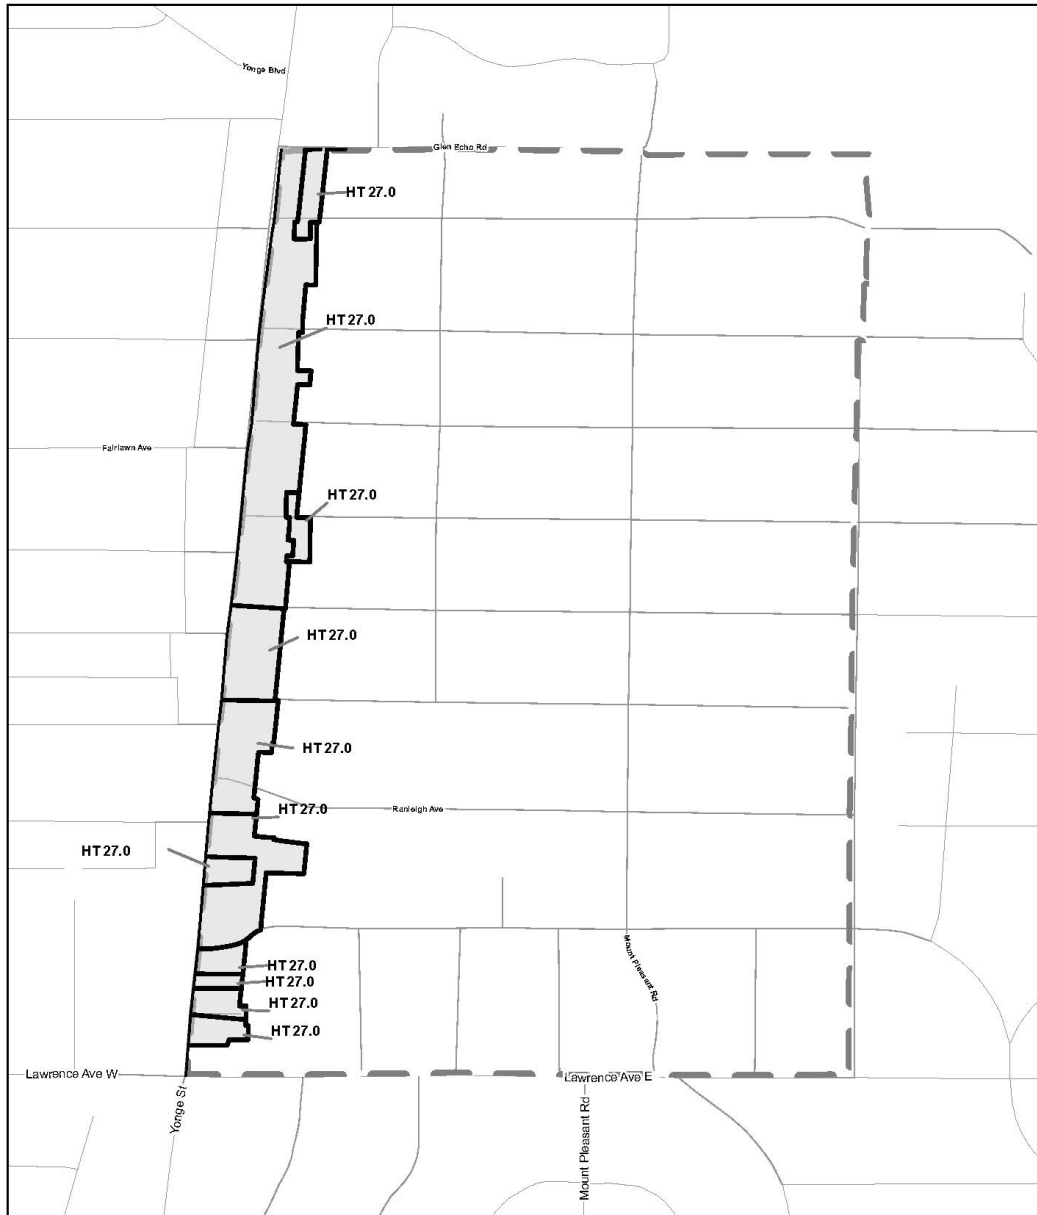 Yonge Blvd
Glen Echo Rd
HT 27.0
HT 27.0
Fairlawn Ave
HT 27.0
HT 27.0
HT 27.0
Ranleigh Ave
HT 27.0
HT 27.0
Mount Pleasant Rd
HT 27.0
HT 27.0
HT 27.0
HT 27.0
Lawrence Ave W
Lawrence Ave E
Yonge St
Mount Pleasant Rd